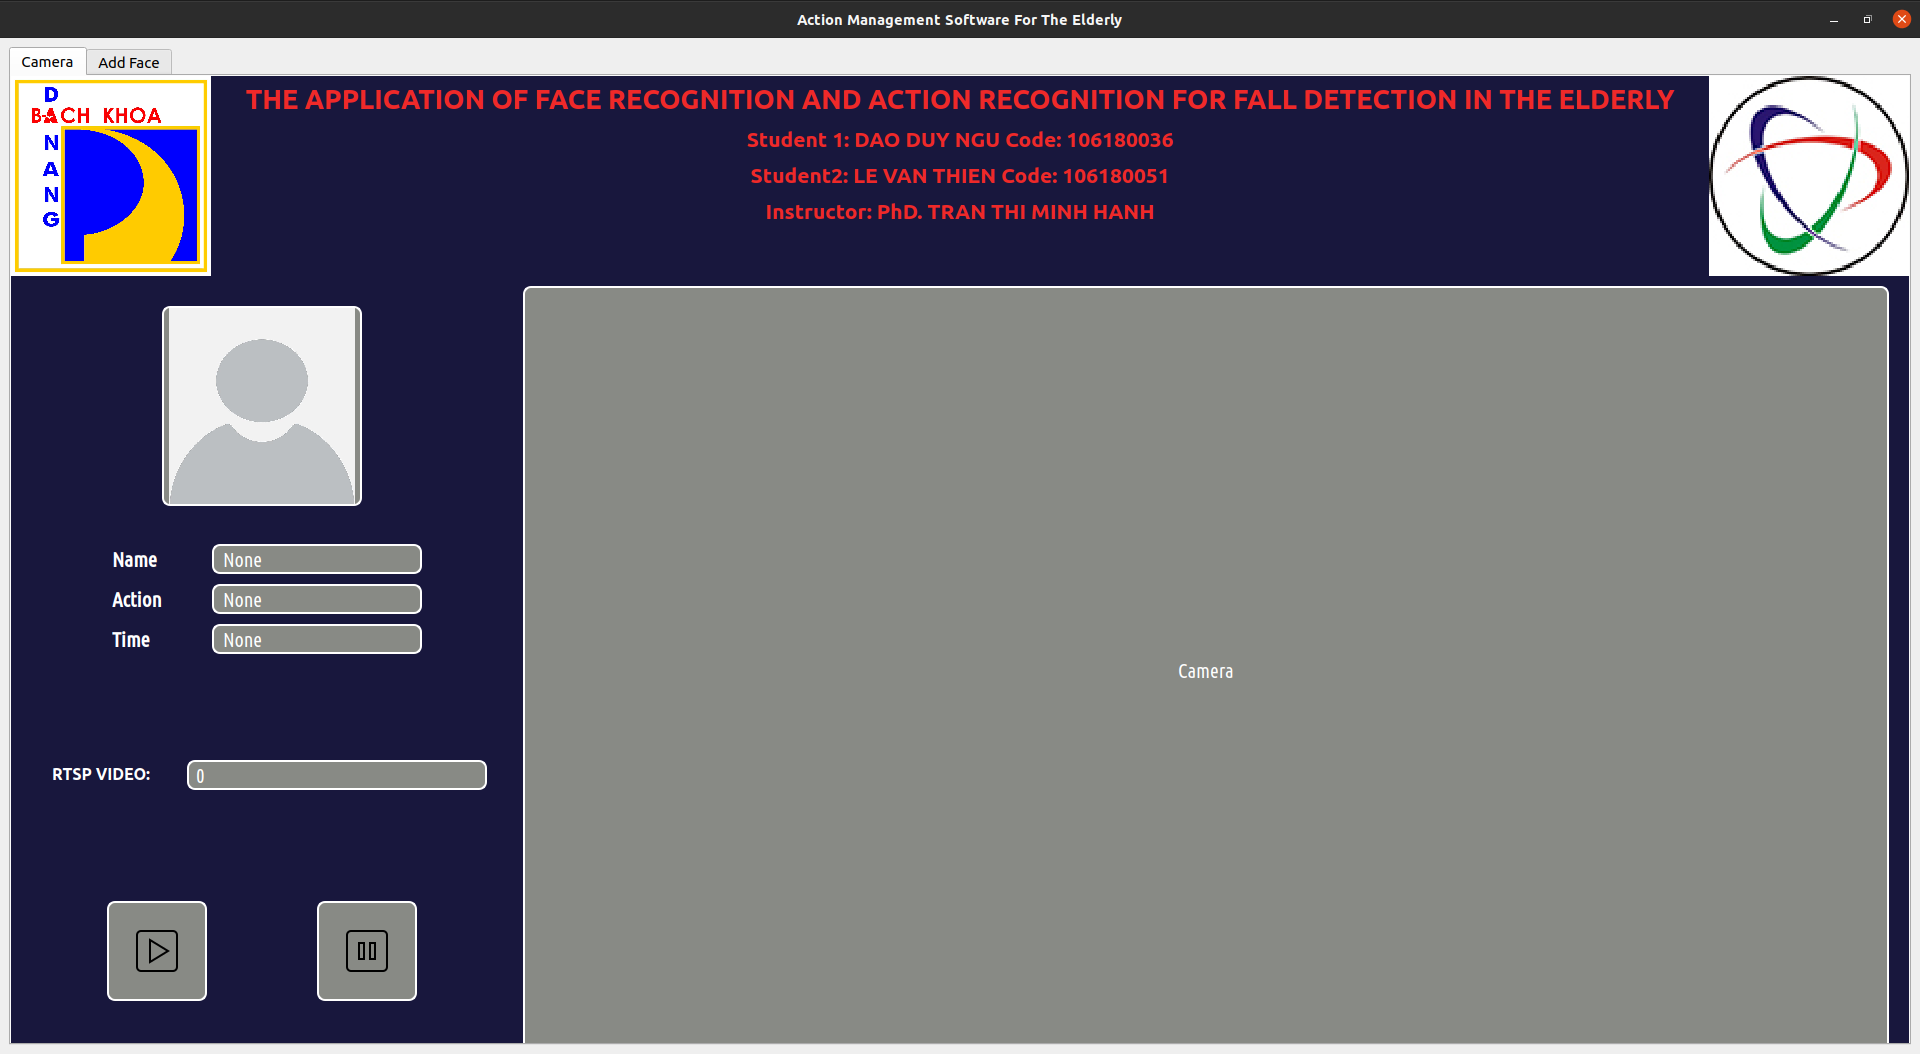 Action Management Software For The Elderly
Camera
Add Face
DANANG
BACH KHOA
THE APPLICATION OF FACE RECOGNITION AND ACTION RECOGNITION FOR FALL DETECTION IN THE ELDERLY
Student 1: DAO DUY NGU Code: 106180036
Student2: LE VAN THIEN Code: 106180051
Instructor: PhD. TRAN THI MINH HANH
Name None
Action None
Time None
Camera
RTSP VIDEO: 0